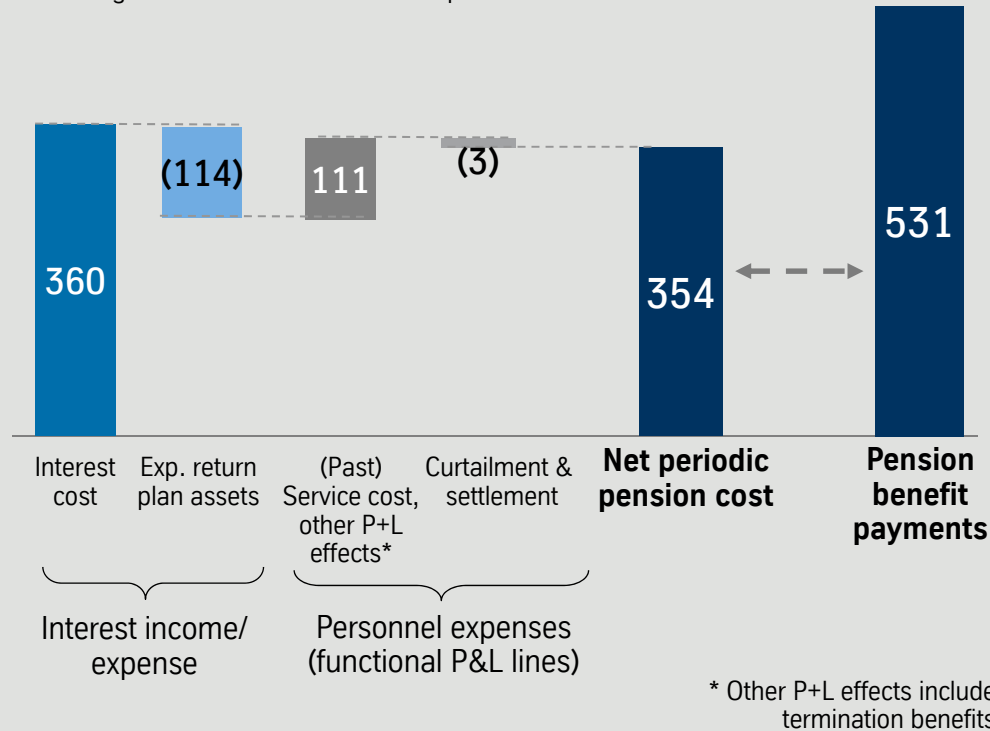 360
(114)
111
(3)
354
531
Interest
cost
Exp. return
plan assets
(Past)
Service cost,
other P+L
effects*
Curtailment &
settlement
Net periodic
pension cost
Pension
benefit
payments
Interest income/
expense
Personnel expenses
(functional P&L lines)
* Other P+L effects include
termination benefits